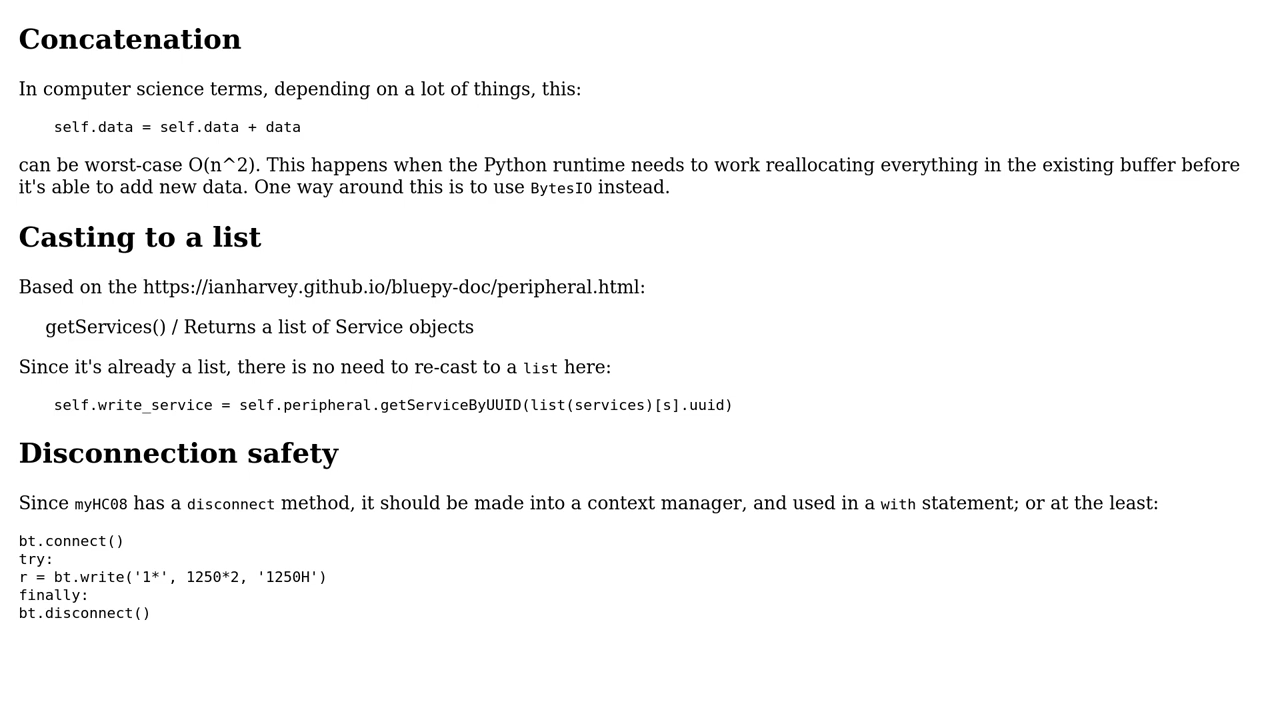 Concatenation
In computer science terms, depending on a lot of things, this:
self.data = self.data + data
can be worst-case O(n^2). This happens when the Python runtime needs to work reallocating everything in the existing buffer before
it's able to add new data. One way around this is to use BytesIO instead.
Casting to a list
Based on the https://ianharvey.github.io/bluepy-doc/peripheral.html:
getServices() / Returns a list of Service objects
Since it's already a list, there is no need to re-cast to a list here:
self.write_service = self.peripheral.getServiceByUUID(list(services)[s].uuid)
Disconnection safety
Since myHC08 has a disconnect method, it should be made into a context manager, and used in a with statement; or at the least:
bt.connect()
try:
r = bt.write('1*', 1250*2, '1250H')
finally:
bt.disconnect()